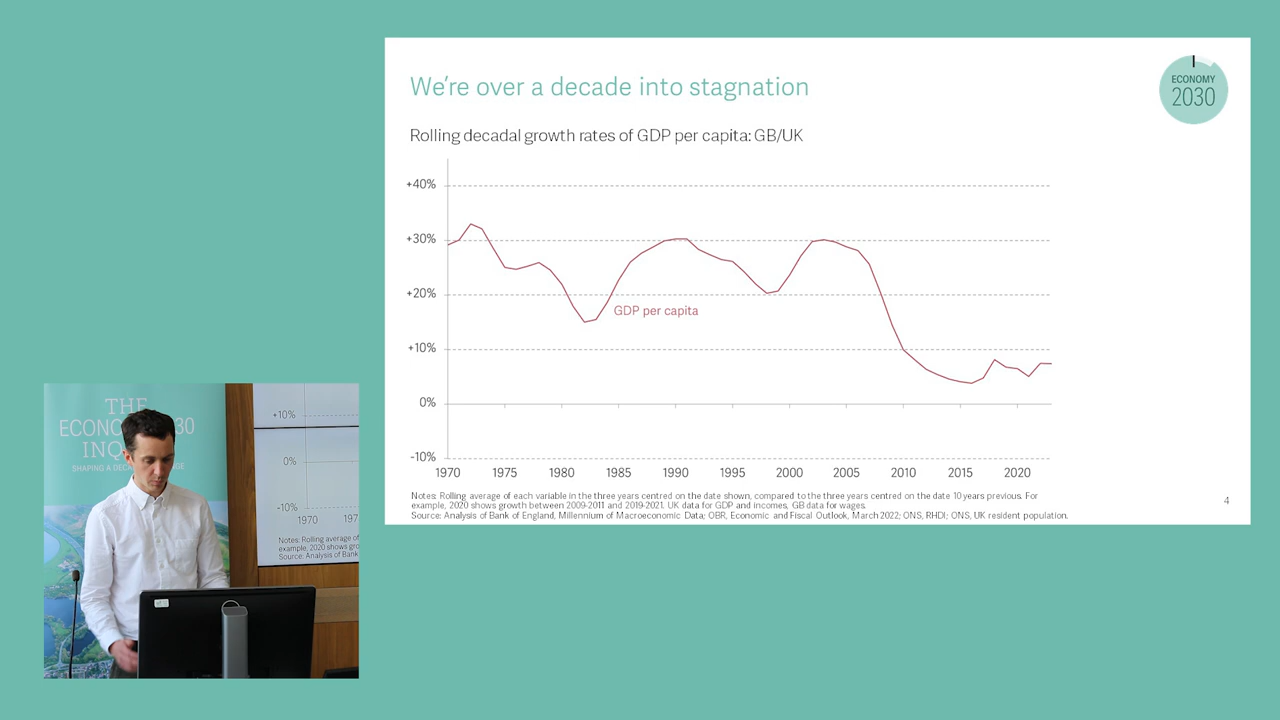 We're over a decade into stagnation
ECONOMY
2030
Rolling decadal growth rates of GDP per capita: GB/UK
+40%
+30%
+20%
GDP per capita
+10%
0%
-10%
1970 1975 1980 1985 1990 1995 2000 2005 2010 2015 2020
Notes: Rolling average of each variable in the three years centred on the date shown, compared to the three years centred on the date 10 years previous. For
example, 2020 shows growth between 2009-2011 and 2019-2021. UK data for GDP and incomes, GB data for wages.
Source: Analysis of Bank of England, Millennium of Macroeconomic Data; OBR, Economic and Fiscal Outlook, March 2022; ONS, RHDI; ONS, UK resident population.
4
THE
ECONO 30
INQ
SHAPING A DECA NGE
+10%
0%
-10%
1970 197
Notes: Rolling average of
example, 2020 shows gro
Source: Analysis of Bank